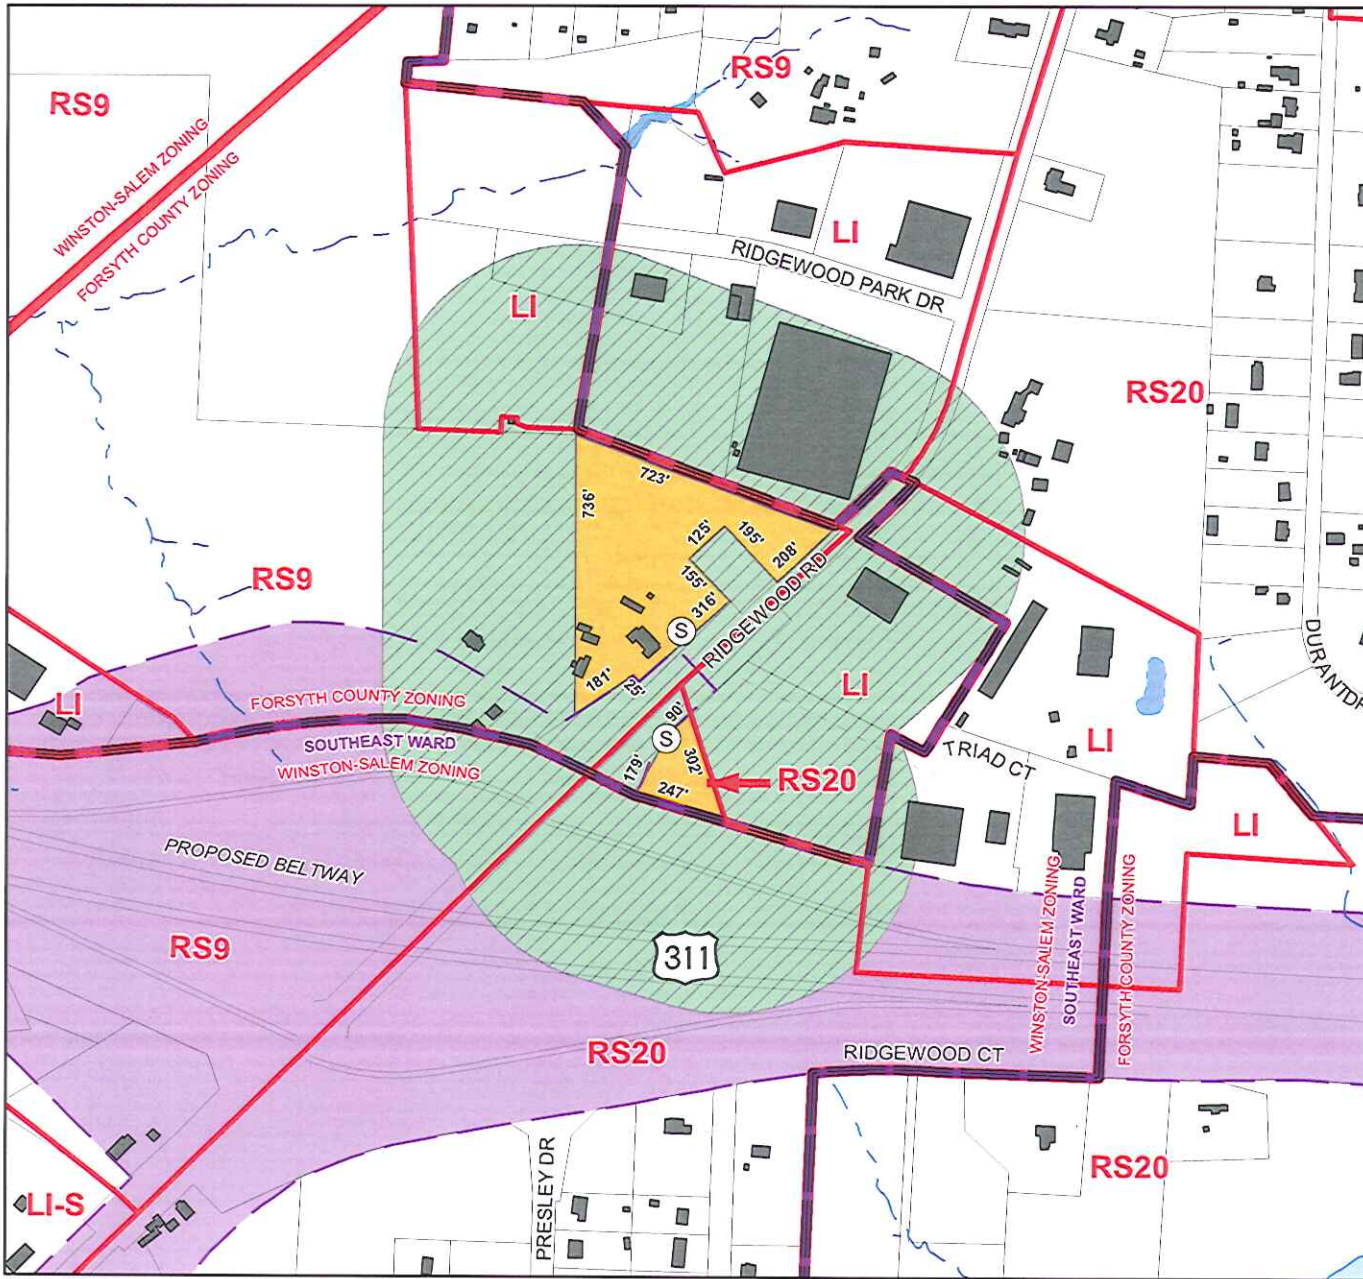 RS9
RS9
WINSTON-SALEM ZONING
FORSYTH COUNTY ZONING
LI
RIDGEWOOD PARK DR
LI
RS20
723'
736'
125'
195'
208'
155'
316'
S
RIDGEWOOD RD
RS9
181'
25'
LI
DURANT DR
LI
FORSYTH COUNTY ZONING
SOUTHEAST WARD
WINSTON-SALEM ZONING
90'
S
302'
179'
247'
RS20
TRIAD CT
LI
LI
PROPOSED BELTWAY
RS9
311
WINSTON-SALEM ZONING
SOUTHEAST WARD
FORSYTH COUNTY ZONING
RS20
RIDGEWOOD CT
PRESLEY DR
RS20
LI-S